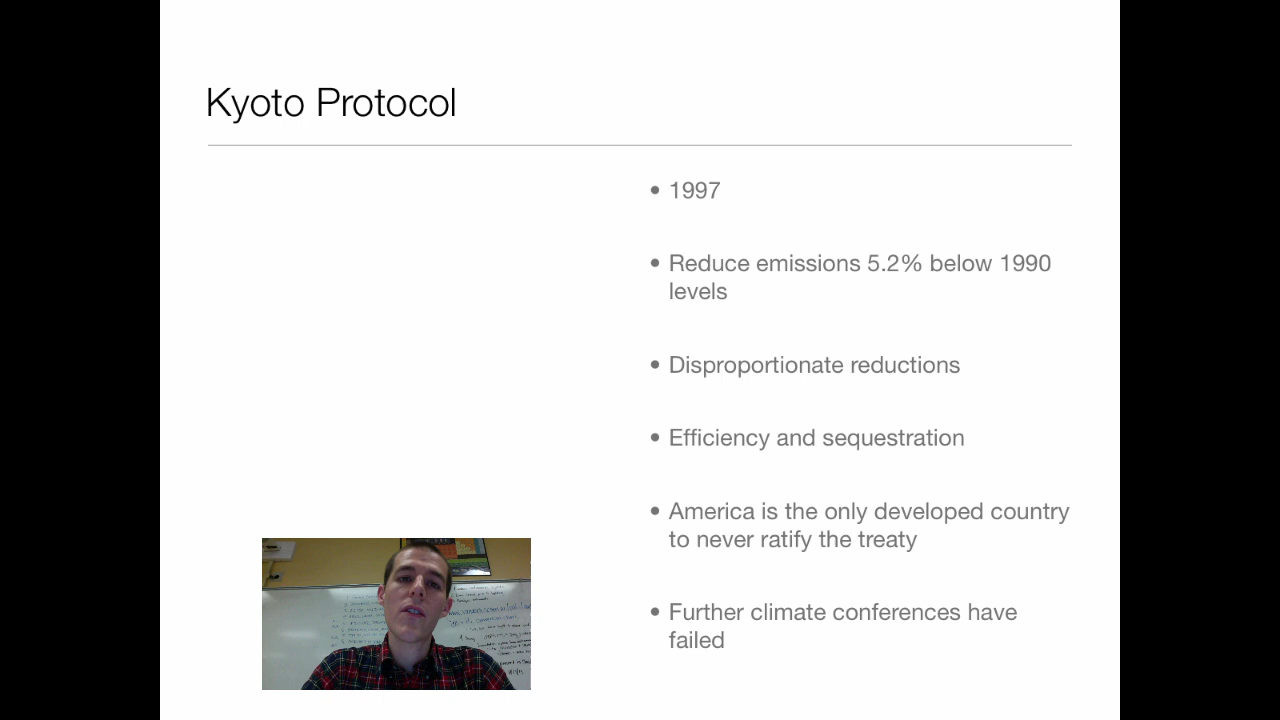 Kyoto Protocol
• 1997
• Reduce emissions 5.2% below 1990
levels
• Disproportionate reductions
• Efficiency and sequestration
• America is the only developed country
to never ratify the treaty
• Further climate conferences have
failed